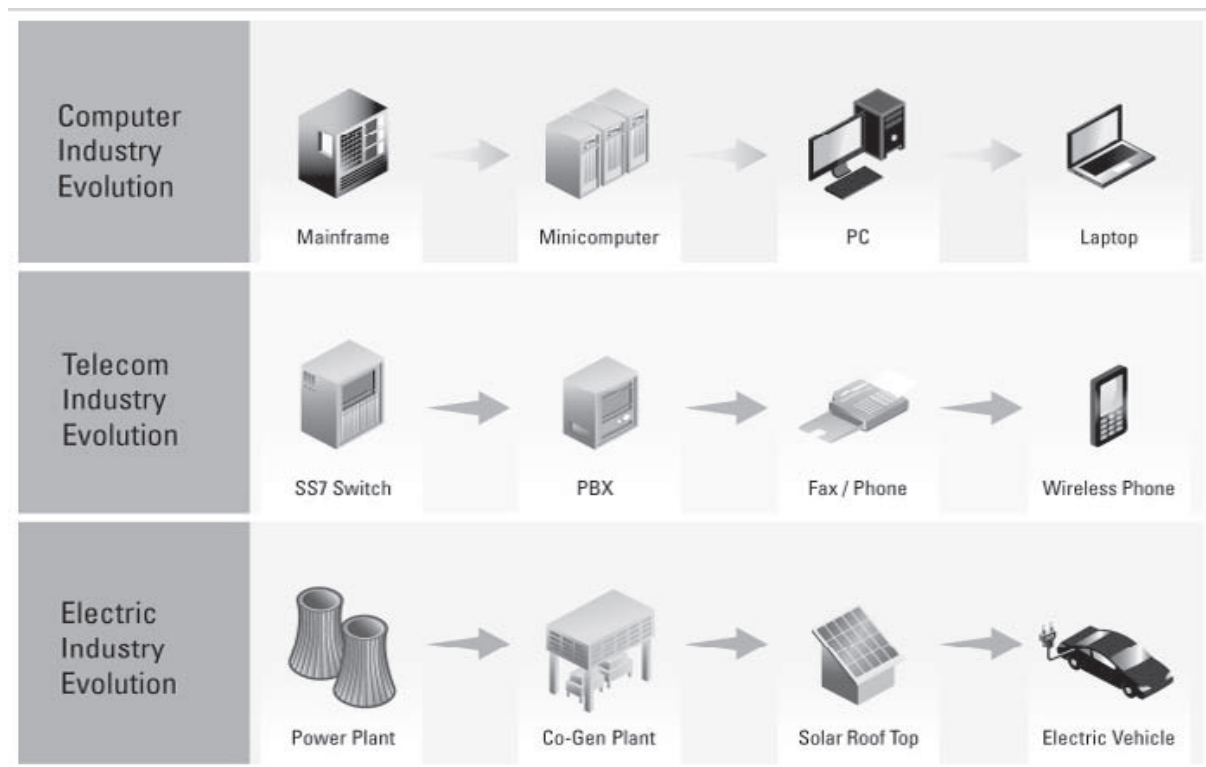 Computer
Industry
Evolution
Mainframe
Minicomputer
PC
Laptop
Telecom
Industry
Evolution
SS7 Switch
PBX
Fax / Phone
Wireless Phone
Electric
Industry
Evolution
Power Plant
Co-Gen Plant
Solar Roof Top
Electric Vehicle